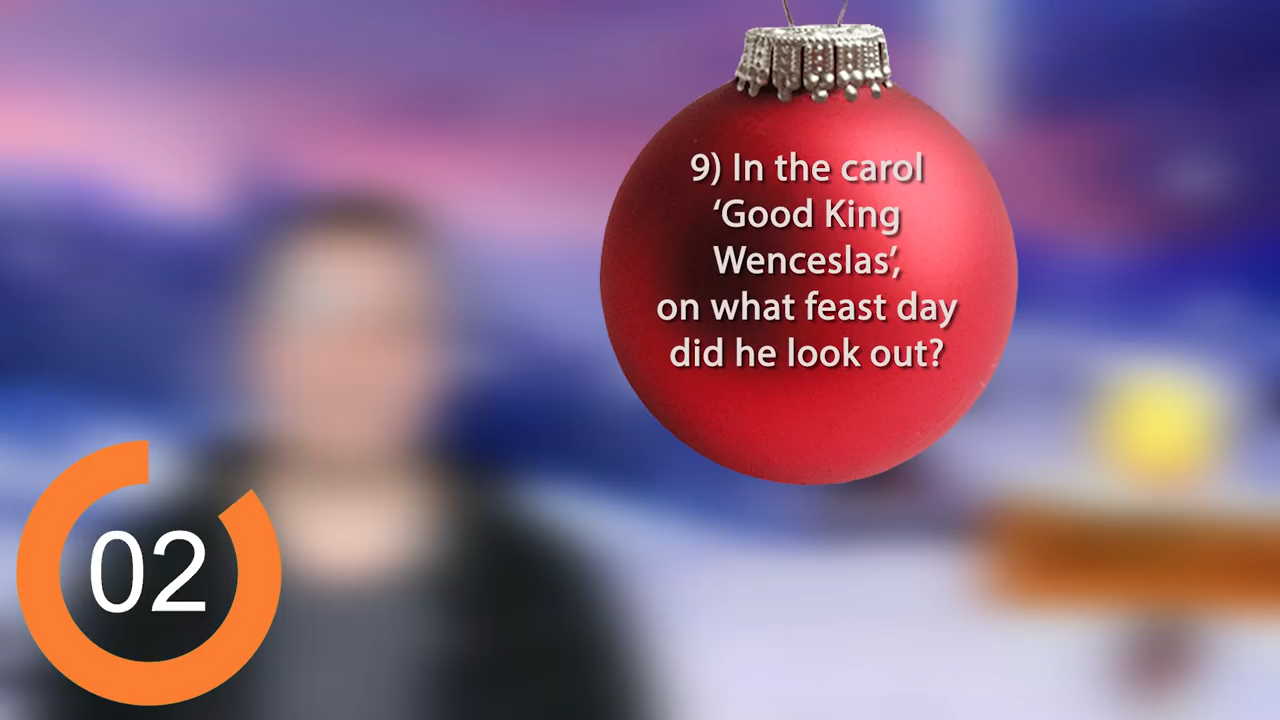 9) In the carol
‘Good King
Wenceslas’,
on what feast day
did he look out?
02